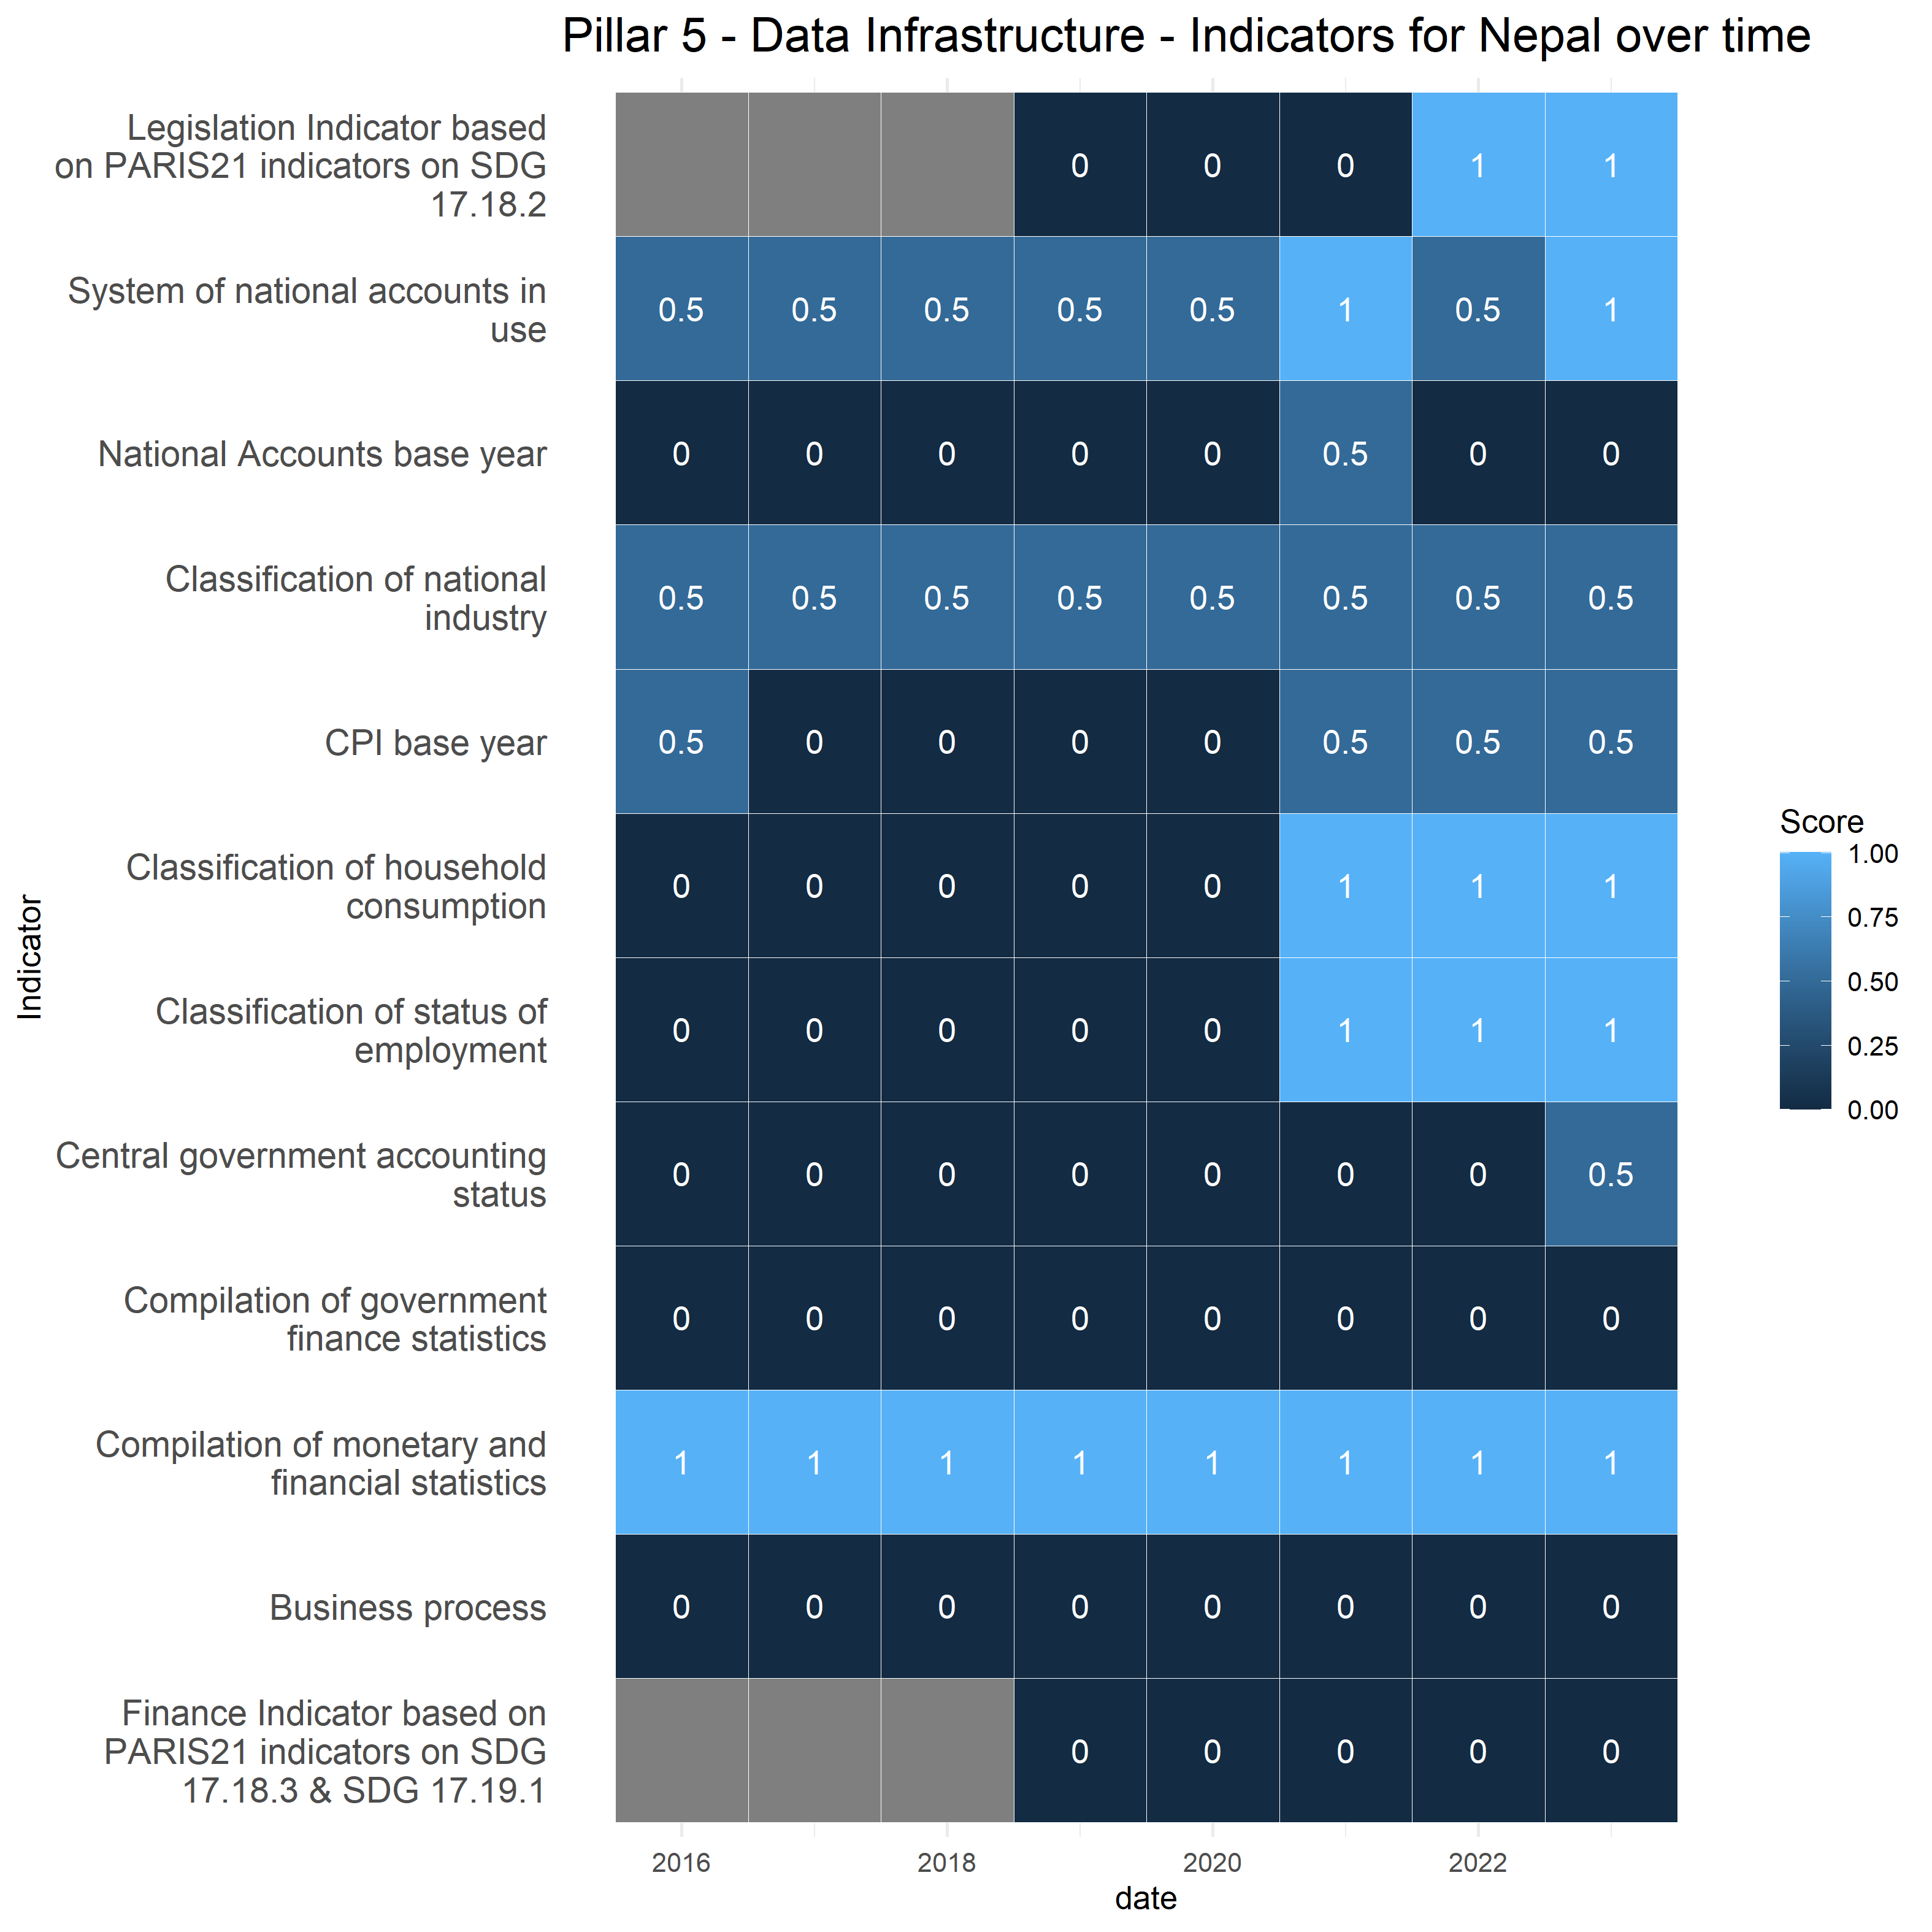 Pillar 5 - Data Infrastructure - Indicators for Nepal over time
Legislation Indicator based
on PARIS21 indicators on SDG
17.18.2
0 0 0 1 1
System of national accounts in
use
0.5 0.5 0.5 0.5 0.5 1 0.5 1
National Accounts base year
0 0 0 0 0 0.5 0 0
Classification of national
industry
0.5 0.5 0.5 0.5 0.5 0.5 0.5 0.5
CPI base year
0.5 0 0 0 0 0.5 0.5 0.5
Classification of household
consumption
0 0 0 0 0 1 1 1
Classification of status of
employment
0 0 0 0 0 1 1 1
Central government accounting
status
0 0 0 0 0 0 0 0.5
Compilation of government
finance statistics
0 0 0 0 0 0 0 0
Compilation of monetary and
financial statistics
1 1 1 1 1 1 1 1
Business process
0 0 0 0 0 0 0 0
Finance Indicator based on
PARIS21 indicators on SDG
17.18.3 & SDG 17.19.1
0 0 0 0 0
2016 2018 2020 2022
date
Indicator
Score
1.00
0.75
0.50
0.25
0.00